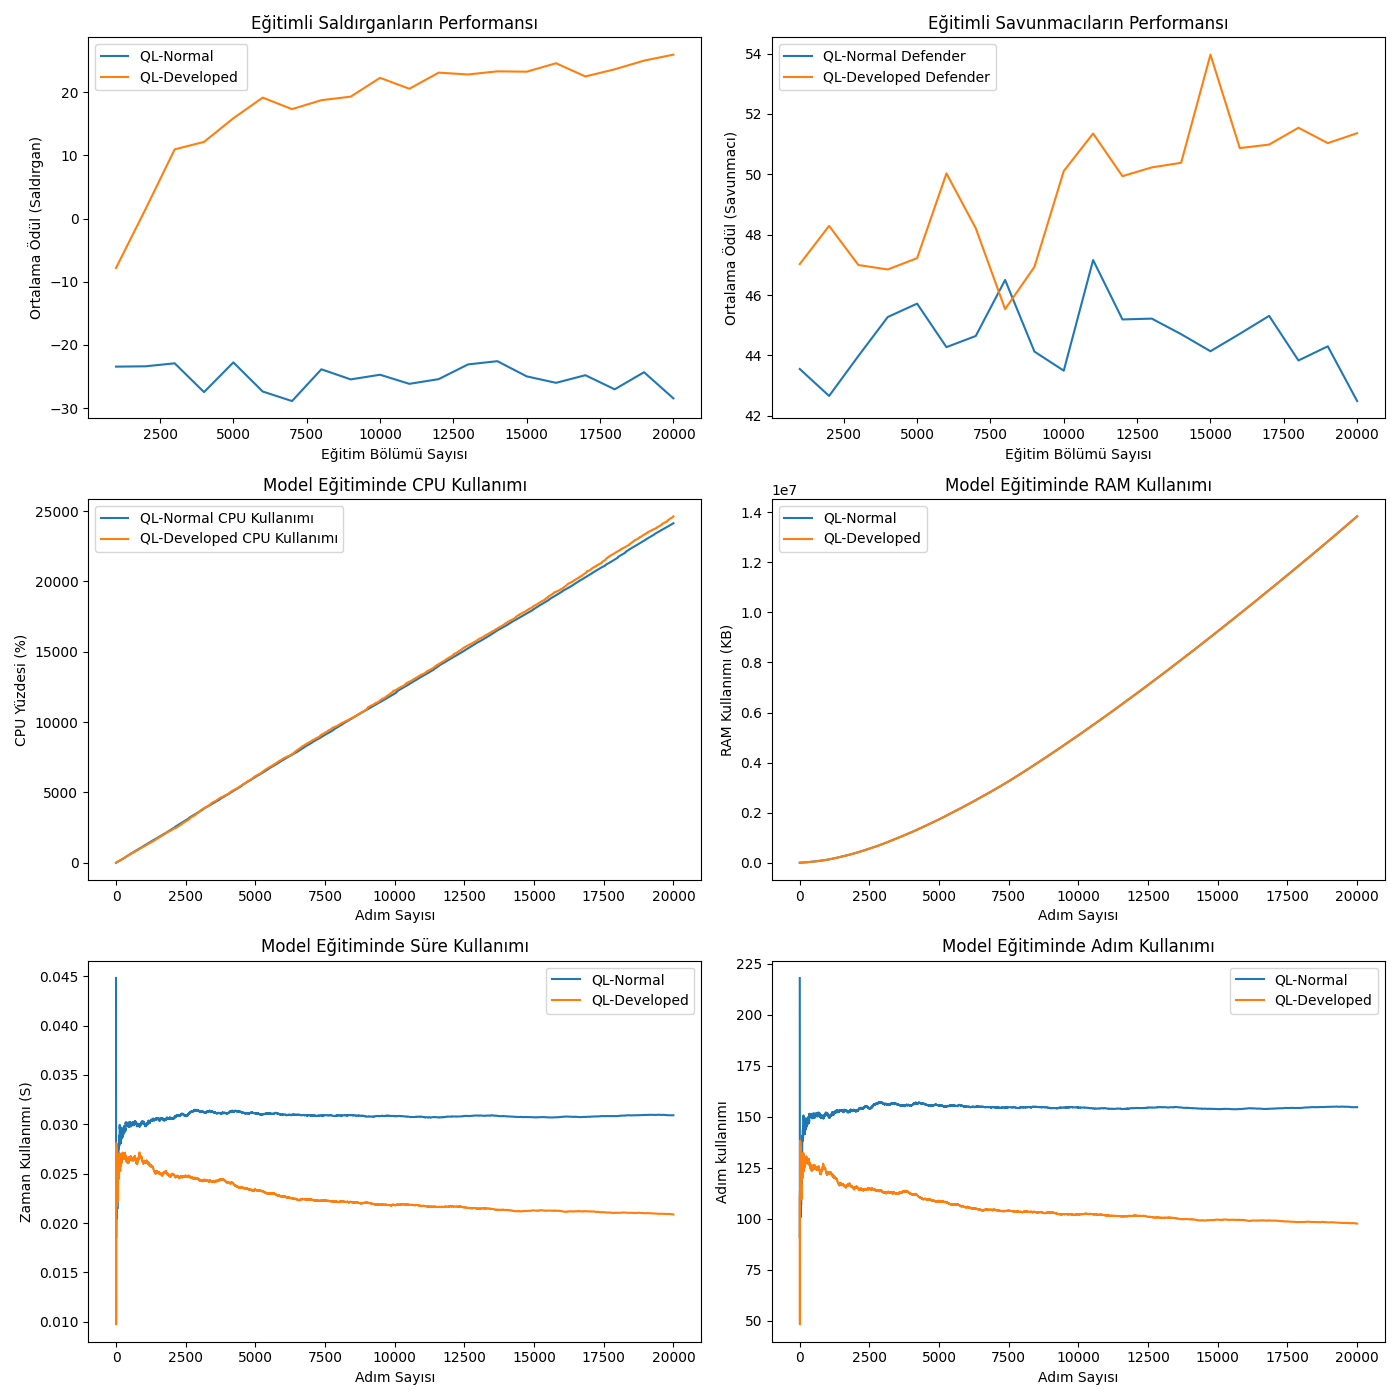 Eğitimli Saldırganların Performansı
QL-Normal
QL-Developed
20
10
0
−10
−20
−30
Ortalama Ödül (Saldırgan)
2500 5000 7500 10000 12500 15000 17500 20000
Eğitim Bölümü Sayısı
Eğitimli Savunmacıların Performansı
QL-Normal Defender
QL-Developed Defender
54
52
50
48
46
44
42
Ortalama Ödül (Savunmacı)
2500 5000 7500 10000 12500 15000 17500 20000
Eğitim Bölümü Sayısı
Model Eğitiminde CPU Kullanımı
QL-Normal CPU Kullanımı
QL-Developed CPU Kullanımı
25000
20000
15000
10000
5000
0
CPU Yüzdesi (%)
0 2500 5000 7500 10000 12500 15000 17500 20000
Adım Sayısı
Model Eğitiminde RAM Kullanımı
1e7
QL-Normal
QL-Developed
1.4
1.2
1.0
0.8
0.6
0.4
0.2
0.0
RAM Kullanımı (KB)
0 2500 5000 7500 10000 12500 15000 17500 20000
Adım Sayısı
Model Eğitiminde Süre Kullanımı
QL-Normal
QL-Developed
0.045
0.040
0.035
0.030
0.025
0.020
0.015
0.010
Zaman Kullanımı (S)
0 2500 5000 7500 10000 12500 15000 17500 20000
Adım Sayısı
Model Eğitiminde Adım Kullanımı
QL-Normal
QL-Developed
225
200
175
150
125
100
75
50
Adım kullanımı
0 2500 5000 7500 10000 12500 15000 17500 20000
Adım Sayısı